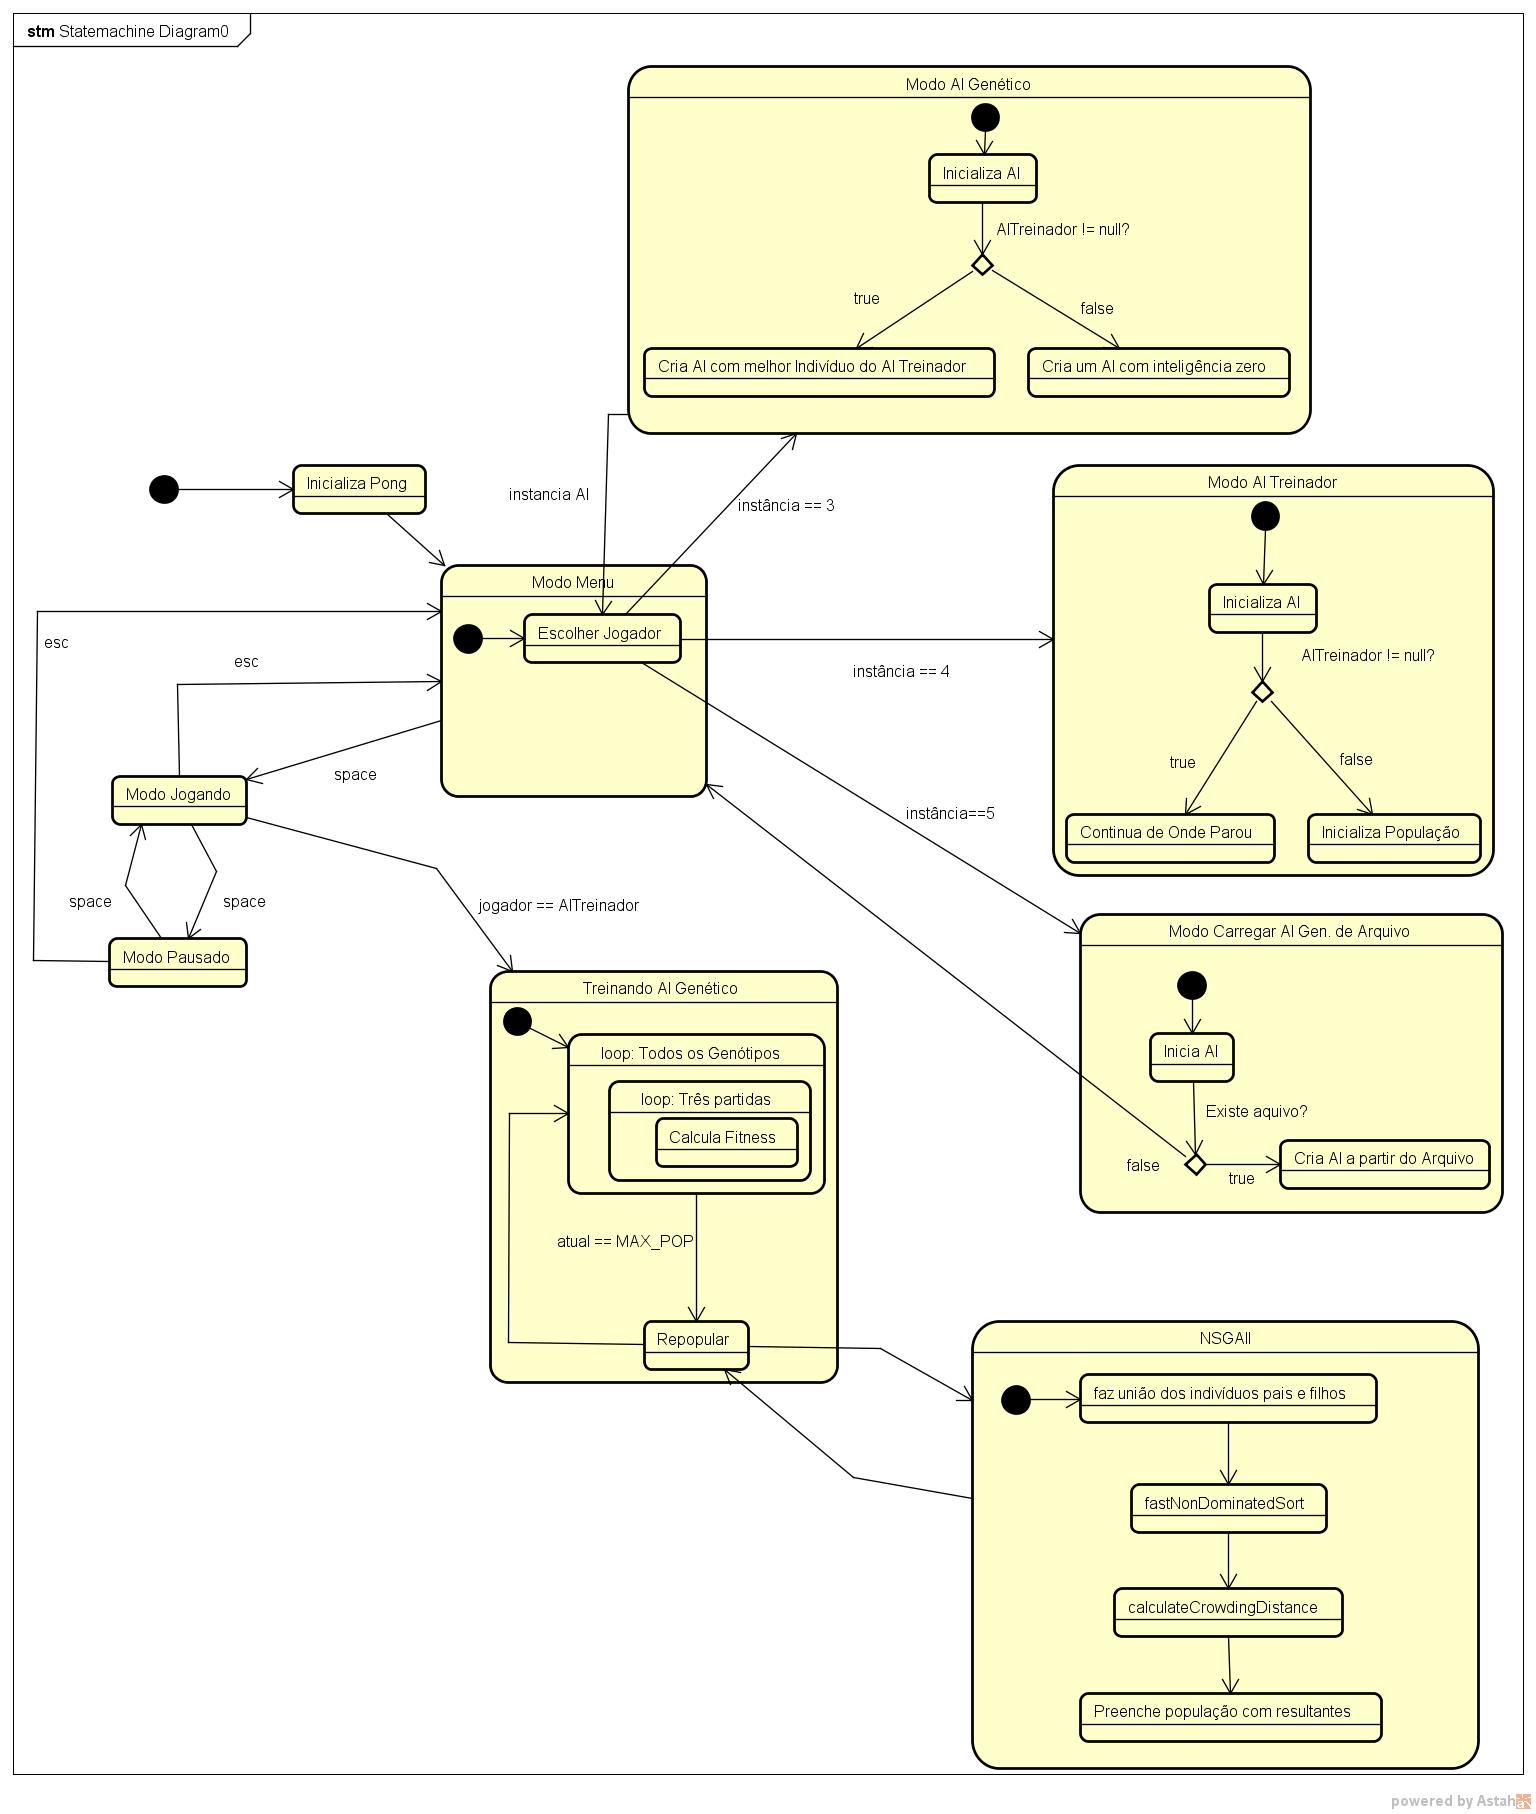 stm Statemachine Diagram0
Modo AI Genético
Inicializa AI
AITreinador != null?
true
false
Cria AI com melhor Indivíduo do AI Treinador
Cria um AI com inteligência zero
Inicializa Pong
instancia AI
instância == 3
Modo AI Treinador
Inicializa AI
AITreinador != null?
true
false
Continua de Onde Parou
Inicializa População
Modo Menu
Escolher Jogador
instância == 4
esc
esc
space
Modo Jogando
instância==5
space
space
jogador == AITreinador
Modo Pausado
Modo Carregar AI Gen. de Arquivo
Inicia AI
Existe aquivo?
false
true
Cria AI a partir do Arquivo
Treinando AI Genético
loop: Todos os Genótipos
loop: Três partidas
Calcula Fitness
atual == MAX_POP
Repopular
NSGAII
faz união dos indivíduos pais e filhos
fastNonDominatedSort
calculateCrowdingDistance
Preenche população com resultantes
powered by Astah